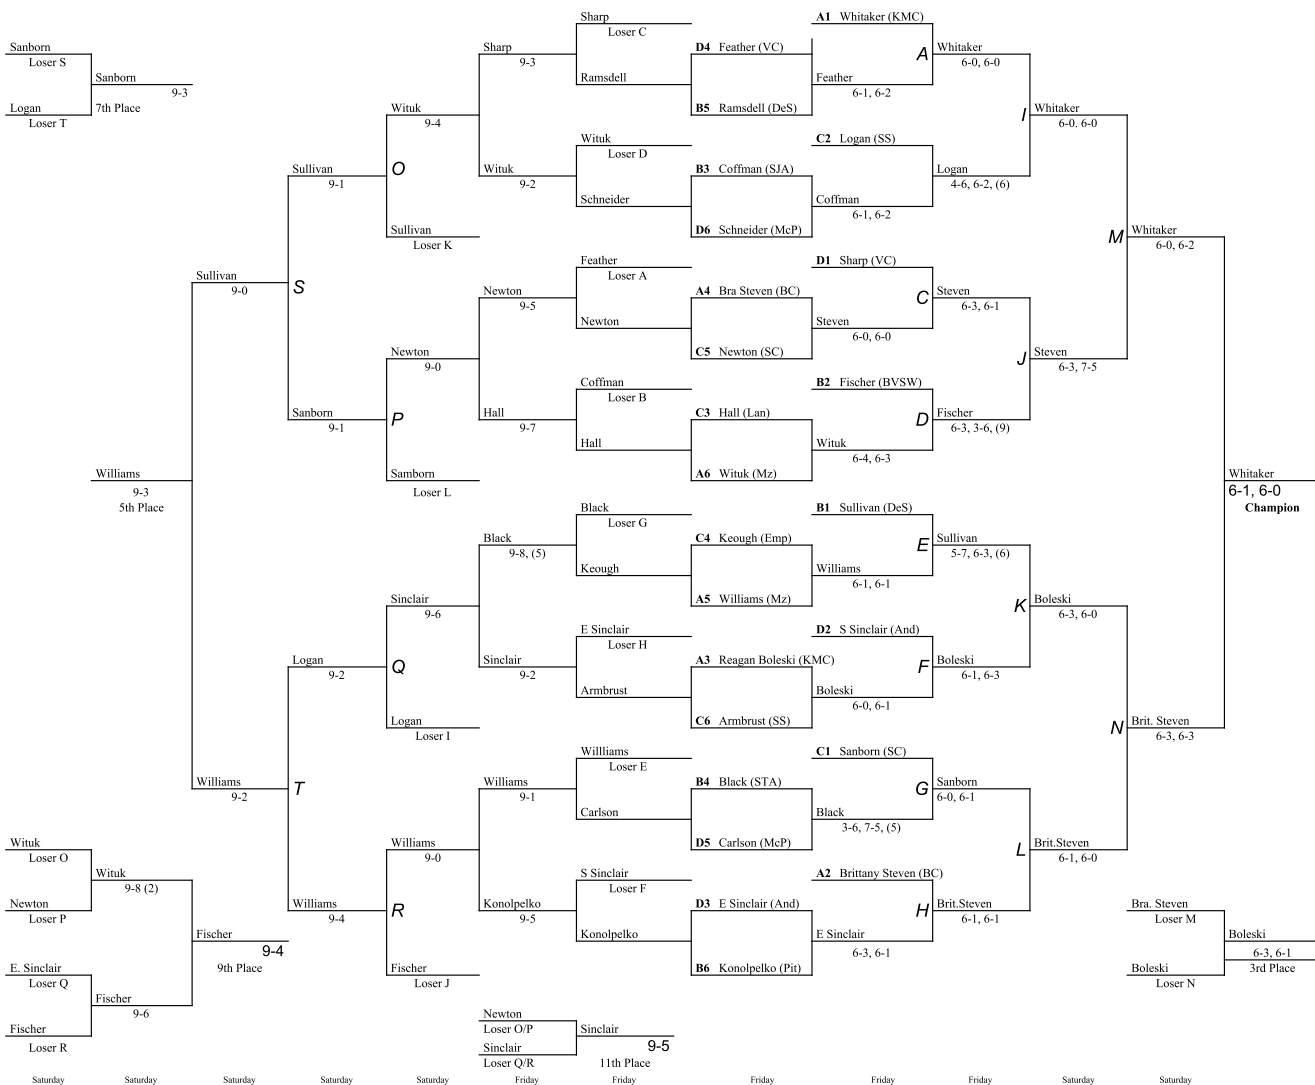 Sharp
Loser C
A1 Whitaker (KMC)
Sanborn
Loser S
Sharp
9-3
D4 Feather (VC)
A
Whitaker
6-0, 6-0
Sanborn
9-3
Ramsdell
Feather
6-1, 6-2
Logan
Loser T
7th Place
Wituk
9-4
B5 Ramsdell (DeS)
I
Whitaker
6-0. 6-0
Wituk
Loser D
C2 Logan (SS)
Sullivan
9-1
O
Wituk
9-2
B3 Coffman (SJA)
Logan
4-6, 6-2, (6)
Schneider
Coffman
6-1, 6-2
Sullivan
Loser K
D6 Schneider (McP)
M
Whitaker
6-0, 6-2
Feather
Loser A
D1 Sharp (VC)
Sullivan
9-0
S
Newton
9-5
A4 Bra Steven (BC)
C
Steven
6-3, 6-1
Newton
Steven
6-0, 6-0
Newton
9-0
C5 Newton (SC)
J
Steven
6-3, 7-5
Coffman
Loser B
B2 Fischer (BVSW)
Sanborn
9-1
P
Hall
9-7
C3 Hall (Lan)
D
Fischer
6-3, 3-6, (9)
Hall
Wituk
6-4, 6-3
Williams
9-3
5th Place
Samborn
Loser L
A6 Wituk (Mz)
Whitaker
6-1, 6-0
Champion
Black
Loser G
B1 Sullivan (DeS)
Black
9-8, (5)
C4 Keough (Emp)
E
Sullivan
5-7, 6-3, (6)
Keough
Williams
6-1, 6-1
Sinclair
9-6
A5 Williams (Mz)
K
Boleski
6-3, 6-0
E Sinclair
Loser H
D2 S Sinclair (And)
Logan
9-2
Q
Sinclair
9-2
A3 Reagan Boleski (KMC)
F
Boleski
6-1, 6-3
Armbrust
Boleski
6-0, 6-1
Logan
Loser I
C6 Armbrust (SS)
N
Brit. Steven
6-3, 6-3
Willliams
Loser E
C1 Sanborn (SC)
Williams
9-2
T
Williams
9-1
B4 Black (STA)
G
Sanborn
6-0, 6-1
Carlson
Black
3-6, 7-5, (5)
Wituk
Loser O
Williams
9-0
D5 Carlson (McP)
L
Brit.Steven
6-1, 6-0
Wituk
9-8 (2)
S Sinclair
Loser F
A2 Brittany Steven (BC)
Newton
Loser P
Williams
9-4
R
Konolpelko
9-5
D3 E Sinclair (And)
H
Brit.Steven
6-1, 6-1
Bra. Steven
Loser M
Fischer
9-4
9th Place
Konolpelko
E Sinclair
6-3, 6-1
Boleski
6-3, 6-1
3rd Place
E. Sinclair
Loser Q
Fischer
Loser J
B6 Konolpelko (Pit)
Boleski
Loser N
Fischer
9-6
Fischer
Loser R
Newton
Loser O/P
Sinclair
9-5
11th Place
Sinclair
Loser Q/R
Saturday Saturday Saturday Saturday Saturday Friday Friday Friday Friday Friday Saturday Saturday